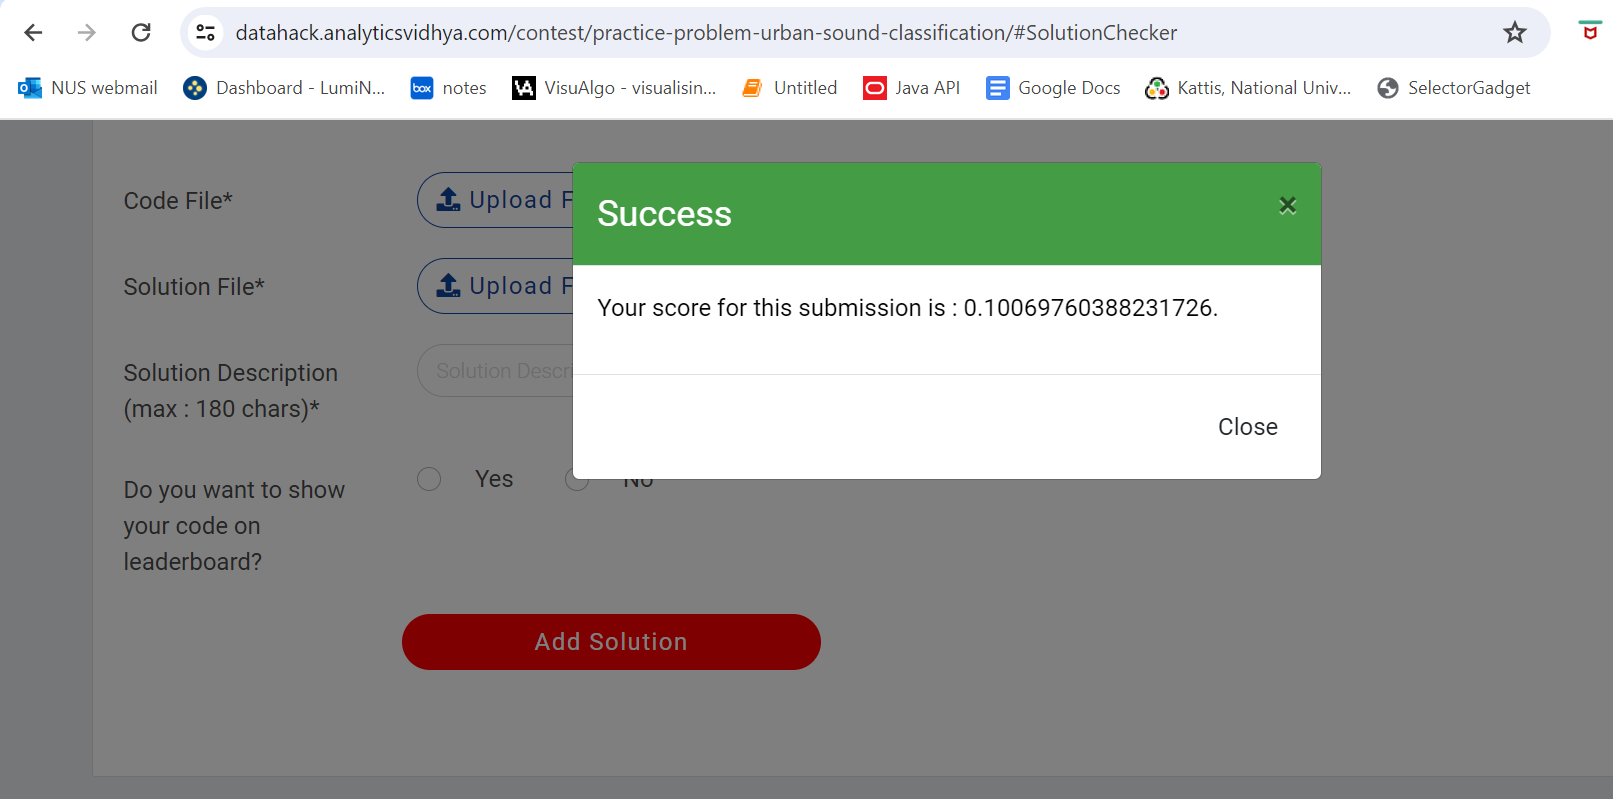 datahack.analyticsvidhya.com/contest/practice-problem-urban-sound-classification/#SolutionChecker
NUS webmail Dashboard - LumiN... box notes VisuAlgo - visualisin... Untitled Java API Google Docs Kattis, National Univ... SelectorGadget
Success ×
Code File* Upload F
Your score for this submission is : 0.10069760388231726.
Solution File* Upload F
Solution Description
(max : 180 chars)*
Solution Descri
Close
Do you want to show
your code on
leaderboard?
Yes No
Add Solution